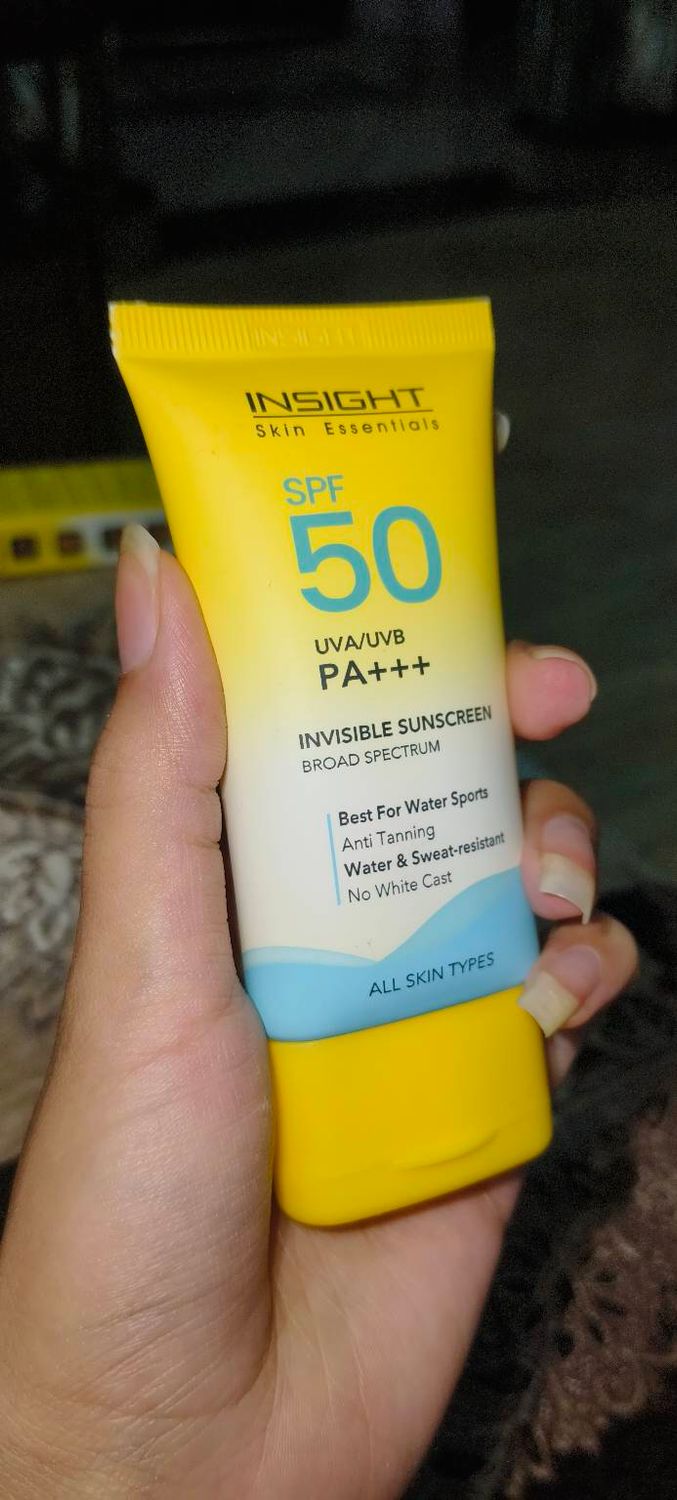 INSIGHT
INSIGHT
Skin Essentials
SPF
50
UVA/UVB
PA+++
INVISIBLE SUNSCREEN
BROAD SPECTRUM
Best For Water Sports
Anti Tanning
Water & Sweat-resistant
No White Cast
ALL SKIN TYPES